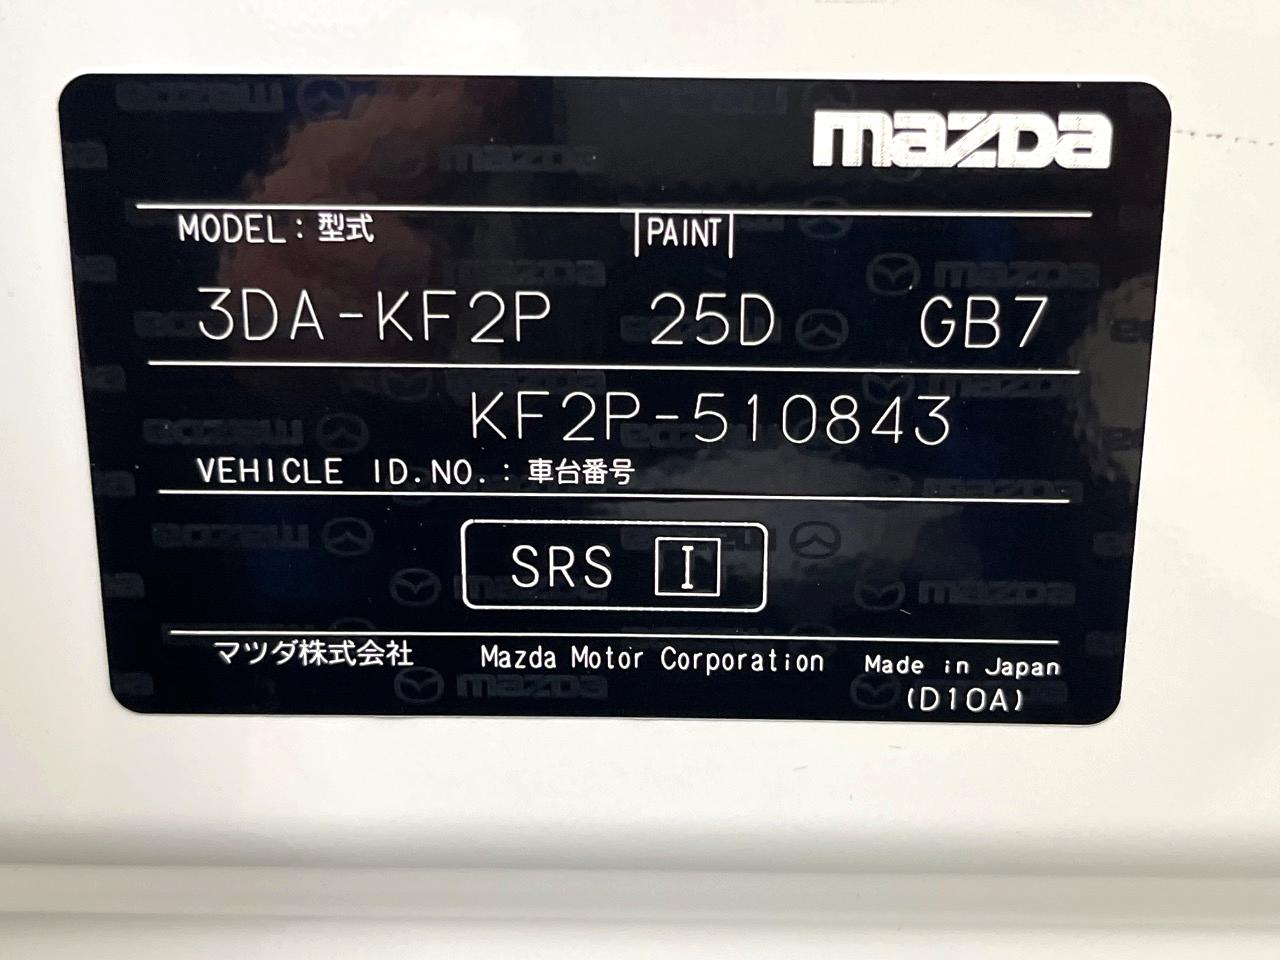 mazda
MODEL : 型式 PAINT
3DA-KF2P 25D GB7
KF2P-510843
VEHICLE ID.NO. : 車台番号
SRS I
マツダ株式会社 Mazda Motor Corporation Made in Japan
(D10A)